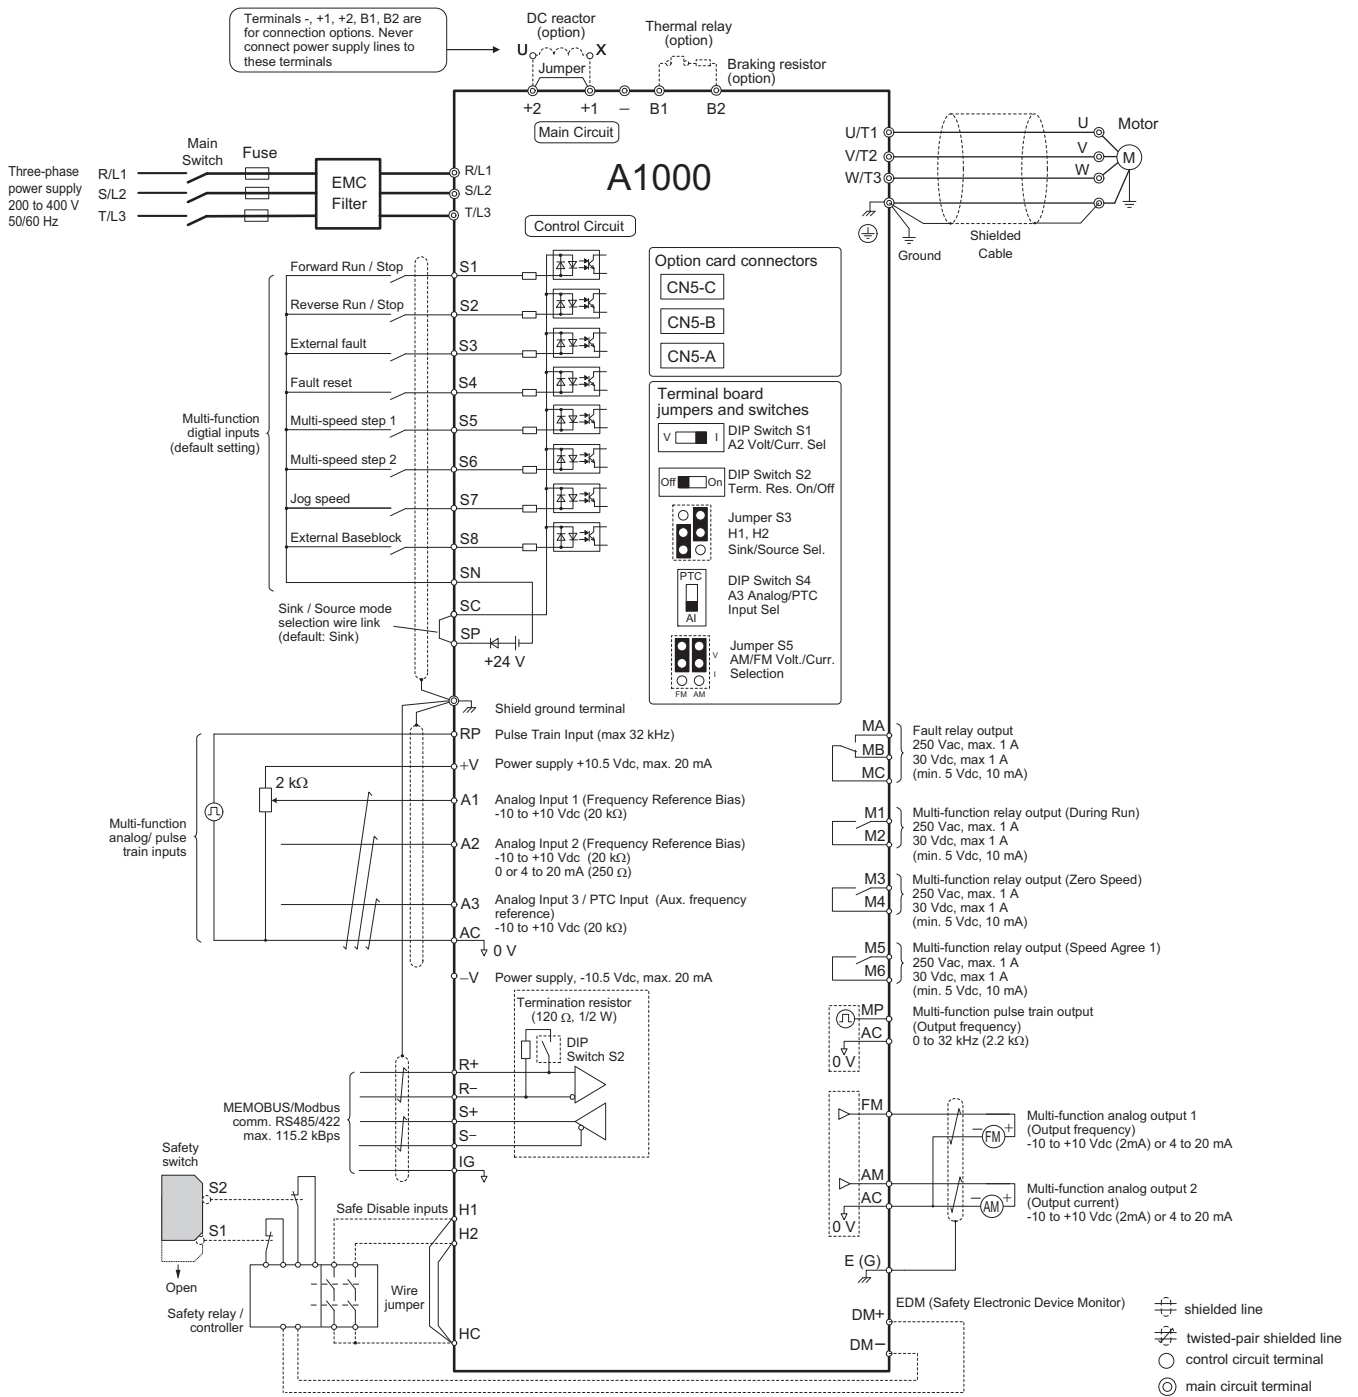 Terminals -, +1, +2, B1, B2 are
for connection options. Never
connect power supply lines to
these terminals
DC reactor
(option)
U X
Jumper
Thermal relay
(option)
Braking resistor
(option)
+2 +1 – B1 B2
Main Circuit
A1000
Three-phase
power supply
200 to 400 V
50/60 Hz
R/L1
S/L2
T/L3
Main
Switch
Fuse
EMC
Filter
R/L1
S/L2
T/L3
U/T1
V/T2
W/T3
U
V
W
Motor
M
Ground
Shielded
Cable
Control Circuit
Multi-function
digtial inputs
(default setting)
Forward Run / Stop S1
Reverse Run / Stop S2
External fault S3
Fault reset S4
Multi-speed step 1 S5
Multi-speed step 2 S6
Jog speed S7
External Baseblock S8
SN
SC
SP
+24 V
Sink / Source mode
selection wire link
(default: Sink)
Option card connectors
CN5-C
CN5-B
CN5-A
Terminal board
jumpers and switches
V I
DIP Switch S1
A2 Volt/Curr. Sel
Off On
DIP Switch S2
Term. Res. On/Off
Jumper S3
H1, H2
Sink/Source Sel.
PTC
AI
DIP Switch S4
A3 Analog/PTC
Input Sel
V
I
FM AM
Jumper S5
AM/FM Volt./Curr.
Selection
Shield ground terminal
Multi-function
analog/ pulse
train inputs
2 kΩ
RP Pulse Train Input (max 32 kHz)
+V Power supply +10.5 Vdc, max. 20 mA
A1 Analog Input 1 (Frequency Reference Bias)
-10 to +10 Vdc (20 kΩ)
A2 Analog Input 2 (Frequency Reference Bias)
-10 to +10 Vdc (20 kΩ)
0 or 4 to 20 mA (250 Ω)
A3 Analog Input 3 / PTC Input (Aux. frequency
reference)
-10 to +10 Vdc (20 kΩ)
AC
0 V
–V Power supply, -10.5 Vdc, max. 20 mA
Termination resistor
(120 Ω, 1/2 W)
DIP
Switch S2
MEMOBUS/Modbus
comm. RS485/422
max. 115.2 kBps
R+
R–
S+
S–
IG
MA
MB
MC
Fault relay output
250 Vac, max. 1 A
30 Vdc, max 1 A
(min. 5 Vdc, 10 mA)
M1
M2
Multi-function relay output (During Run)
250 Vac, max. 1 A
30 Vdc, max 1 A
(min. 5 Vdc, 10 mA)
M3
M4
Multi-function relay output (Zero Speed)
250 Vac, max. 1 A
30 Vdc, max 1 A
(min. 5 Vdc, 10 mA)
M5
M6
Multi-function relay output (Speed Agree 1)
250 Vac, max. 1 A
30 Vdc, max 1 A
(min. 5 Vdc, 10 mA)
MP
AC
0 V
Multi-function pulse train output
(Output frequency)
0 to 32 kHz (2.2 kΩ)
FM
– FM +
Multi-function analog output 1
(Output frequency)
-10 to +10 Vdc (2mA) or 4 to 20 mA
AM
AC
0 V
– AM +
Multi-function analog output 2
(Output current)
-10 to +10 Vdc (2mA) or 4 to 20 mA
E (G)
Safety
switch
S2
S1
Open
Safety relay /
controller
Safe Disable inputs
H1
H2
Wire
jumper
HC
EDM (Safety Electronic Device Monitor)
DM+
DM–
shielded line
twisted-pair shielded line
control circuit terminal
main circuit terminal